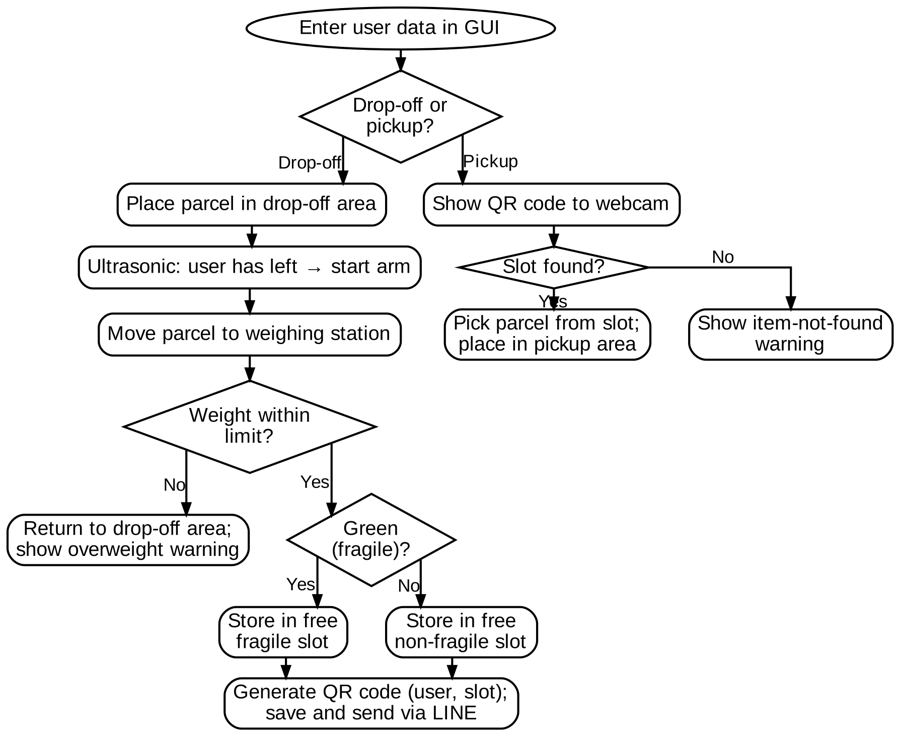 Enter user data in GUI
Drop-off or
pickup?
Drop-off
Pickup
Place parcel in drop-off area
Show QR code to webcam
Ultrasonic: user has left → start arm
Slot found?
No
Yes
Move parcel to weighing station
Pick parcel from slot;
place in pickup area
Show item-not-found
warning
Weight within
limit?
No
Yes
Return to drop-off area;
show overweight warning
Green
(fragile)?
Yes
No
Store in free
fragile slot
Store in free
non-fragile slot
Generate QR code (user, slot);
save and send via LINE